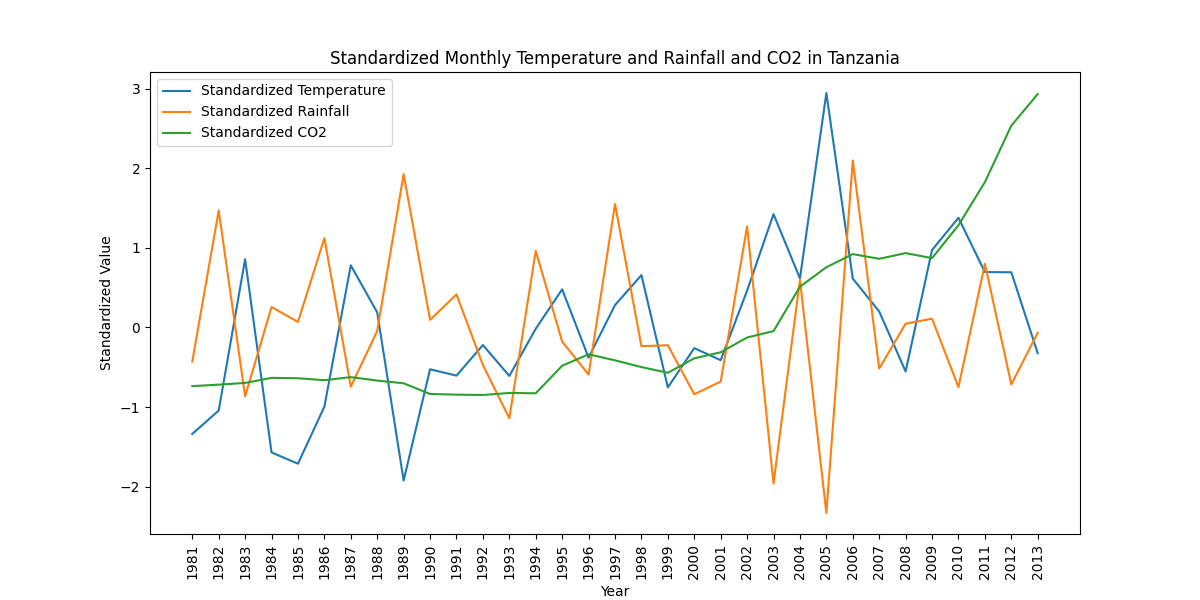 Standardized Monthly Temperature and Rainfall and CO2 in Tanzania
Standardized Temperature
Standardized Rainfall
Standardized CO2
Standardized Value
3
2
1
0
−1
−2
1981 1982 1983 1984 1985 1986 1987 1988 1989 1990 1991 1992 1993 1994 1995 1996 1997 1998 1999 2000 2001 2002 2003 2004 2005 2006 2007 2008 2009 2010 2011 2012 2013
Year